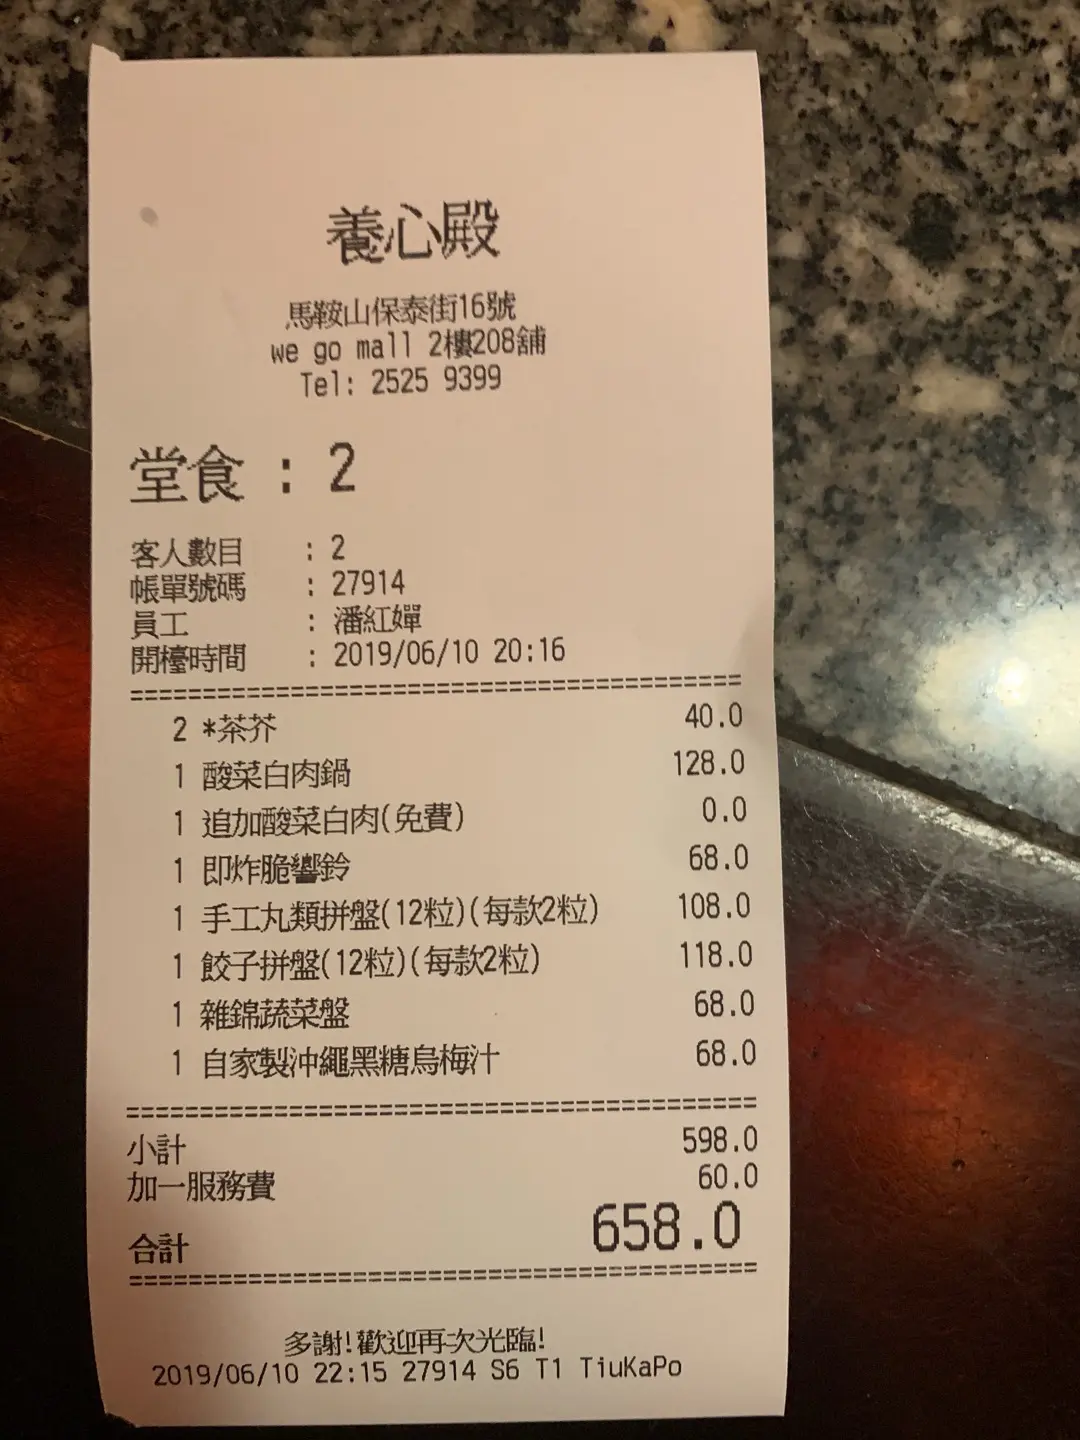 養心殿
馬鞍山保泰街16號
we go mall 2樓208舖
Tel: 2525 9399
堂食 : 2
客人數目 : 2
帳單號碼 : 27914
員工 : 潘紅嬋
開檯時間 : 2019/06/10 20:16
==========================================
2 *茶芥 40.0
1 酸菜白肉鍋 128.0
1 追加酸菜白肉(免費) 0.0
1 即炸脆響鈴 68.0
1 手工丸類拼盤(12粒)(每款2粒) 108.0
1 餃子拼盤(12粒)(每款2粒) 118.0
1 雜錦蔬菜盤 68.0
1 自家製沖繩黑糖烏梅汁 68.0
==========================================
小計 598.0
加一服務費 60.0
合計 658.0
==========================================
多謝!歡迎再次光臨!
2019/06/10 22:15 27914 S6 T1 TiuKaPo